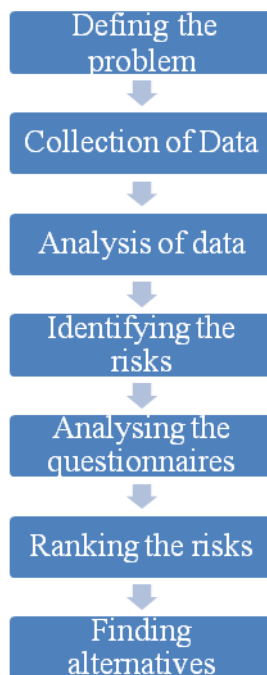 Definig the
problem
Collection of Data
Analysis of data
Identifying the
risks
Analysing the
questionnaires
Ranking the risks
Finding
alternatives